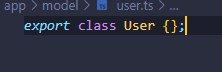 app > model > TS user.ts > ...
export class User {};